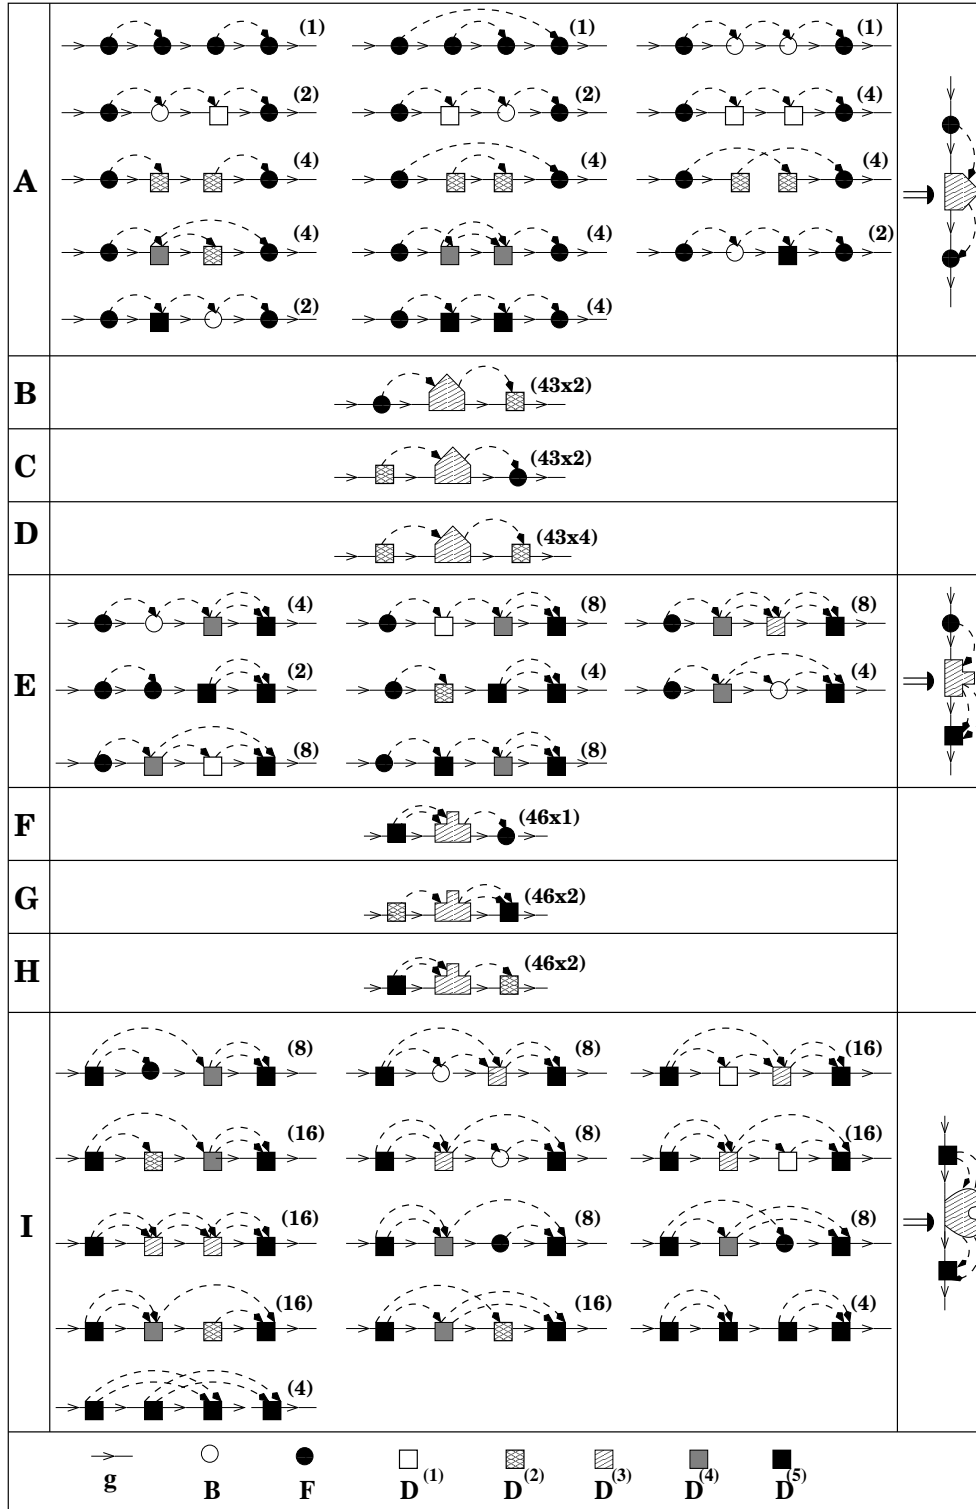 A
(1) (1) (1)
(2) (2) (4)
(4) (4) (4)
(4) (4) (2)
(2) (4)
B (43x2)
C (43x2)
D (43x4)
E
(4) (8) (8)
(2) (4) (4)
(8) (8)
F (46x1)
G (46x2)
H (46x2)
I
(8) (8) (16)
(16) (8) (16)
(16) (8) (8)
(16) (16) (4)
(4)
g B F D(1) D(2) D(3) D(4) D(5)